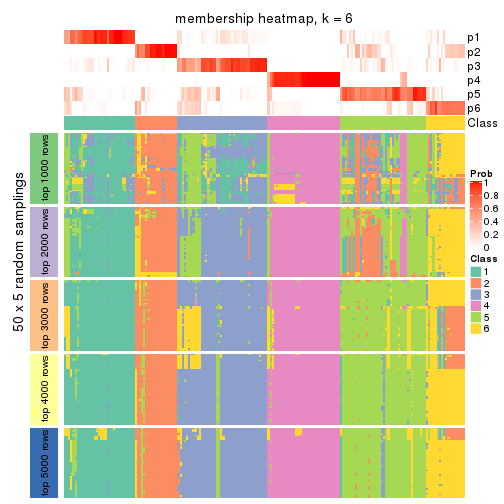 membership heatmap, k = 6
p1
p2
p3
p4
p5
p6
Class
50 x 5 random samplings
top 1000 rows
top 2000 rows
top 3000 rows
top 4000 rows
top 5000 rows
Prob
1
0.8
0.6
0.4
0.2
0
Class
1
2
3
4
5
6